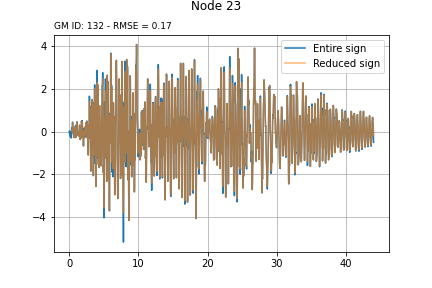 Node 23
GM ID: 132 - RMSE = 0.17
Entire sign
Reduced sign
4
2
0
−2
−4
0 10 20 30 40